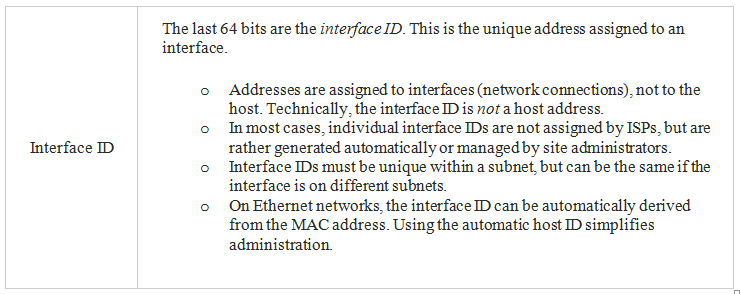 The last 64 bits are the interface ID. This is the unique address assigned to an
interface.
Interface ID
o Addresses are assigned to interfaces (network connections), not to the
host. Technically, the interface ID is not a host address.
o In most cases, individual interface IDs are not assigned by ISPs, but are
rather generated automatically or managed by site administrators.
o Interface IDs must be unique within a subnet, but can be the same if the
interface is on different subnets.
o On Ethernet networks, the interface ID can be automatically derived
from the MAC address. Using the automatic host ID simplifies
administration.